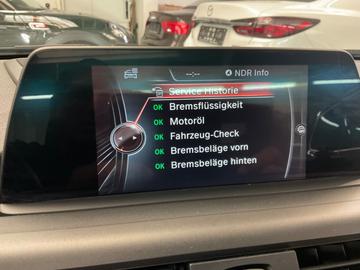 --:-- NDR Info
Service Historie
OK Bremsflüssigkeit
OK Motoröl
OK Fahrzeug-Check
OK Bremsbeläge vorn
OK Bremsbeläge hinten